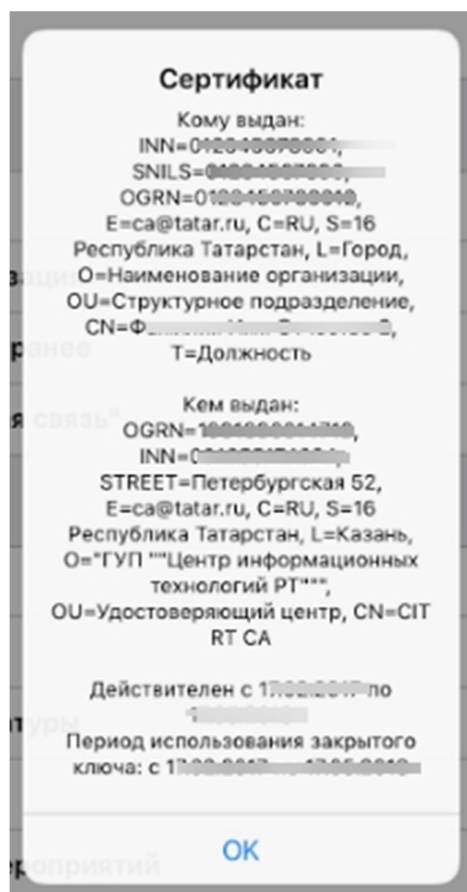 Сертификат
Кому выдан:
INN=
SNILS=
OGRN=
E=ca@tatar.ru, C=RU, S=16
Республика Татарстан, L=Город,
O=Наименование организации,
OU=Структурное подразделение,
CN=Ф
T=Должность
Кем выдан:
OGRN=
INN=
STREET=Петербургская 52,
E=ca@tatar.ru, C=RU, S=16
Республика Татарстан, L=Казань,
O="ГУП ""Центр информационных
технологий РТ""",
OU=Удостоверяющий центр, CN=CIT
RT CA
Действителен с по
Период использования закрытого
ключа: с
OK